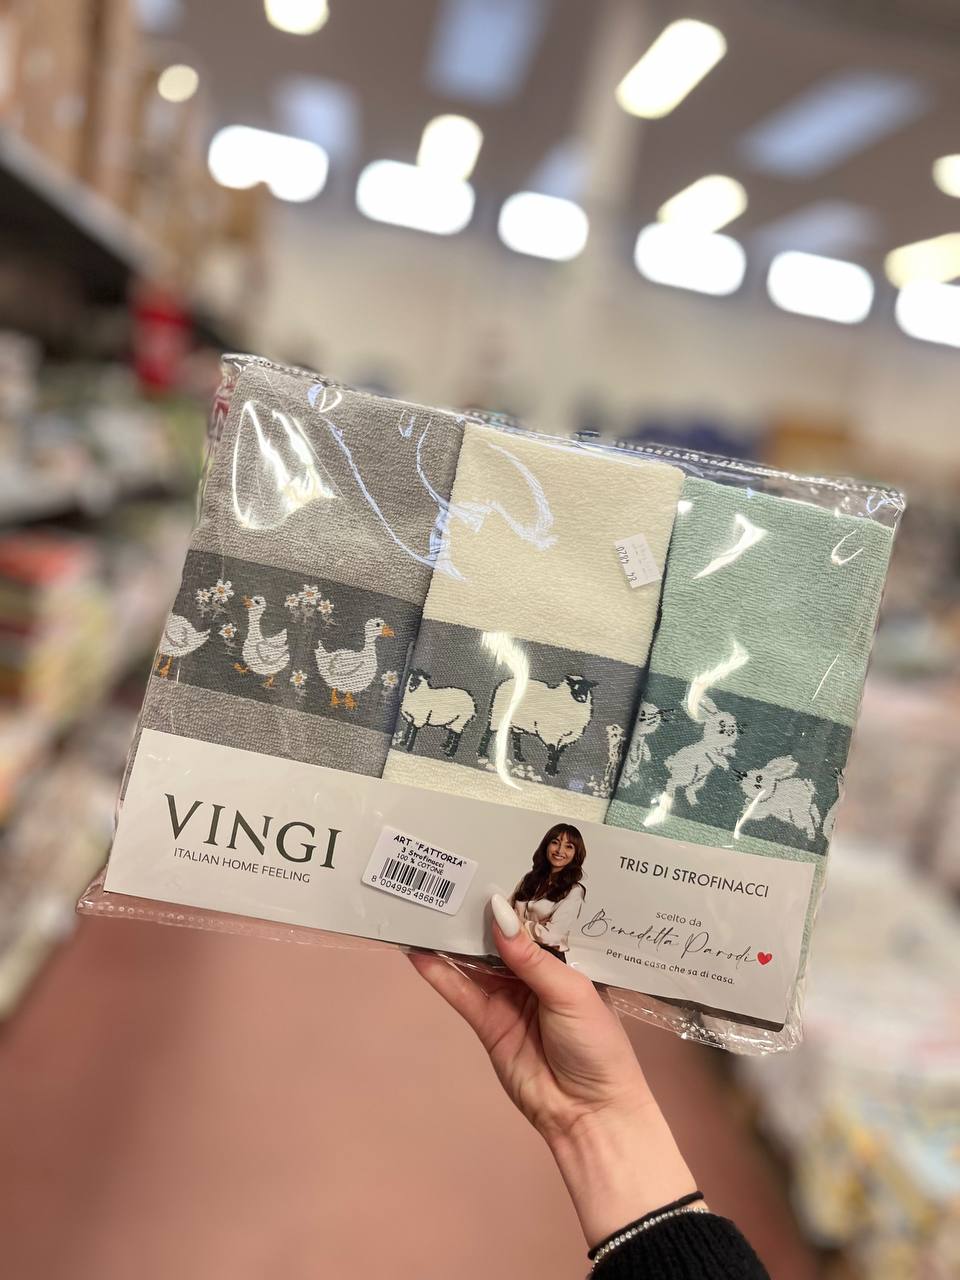 VINGI
ITALIAN HOME FEELING
ART "FATTORIA"
3 Strofinacci
100 % COTONE
8 004995 486810
TRIS DI STROFINACCI
scelto da
Benedetta Parodi
Per una casa che sa di casa.